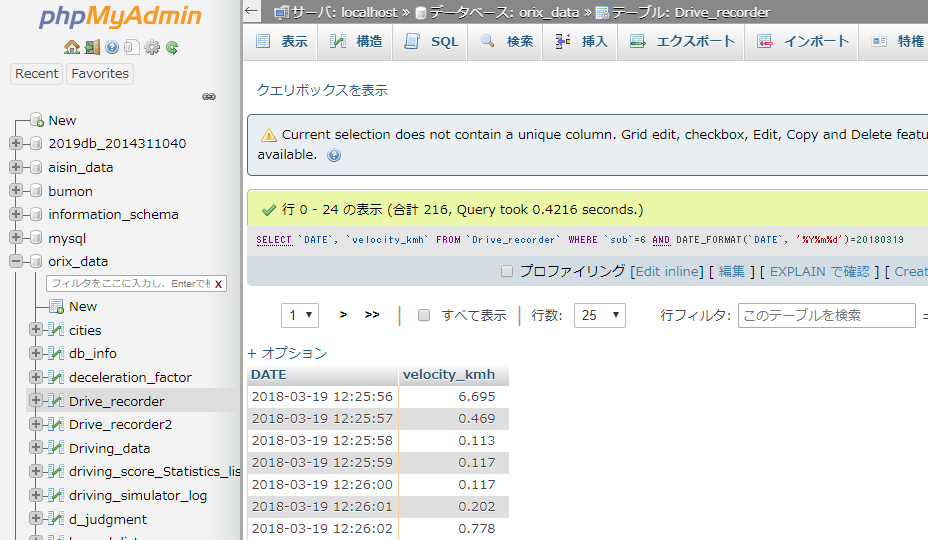 phpMyAdmin
Recent Favorites
New
2019db_2014311040
aisin_data
bumon
information_schema
mysql
orix_data
フィルタをここに入力し、Enterで X
New
cities
db_info
deceleration_factor
Drive_recorder
Drive_recorder2
Driving_data
driving_score_Statistics_lis
driving_simulator_log
d_judgment
サーバ: localhost » データベース: orix_data » テーブル: Drive_recorder
表示 構造 SQL 検索 挿入 エクスポート インポート 特権
クエリボックスを表示
Current selection does not contain a unique column. Grid edit, checkbox, Edit, Copy and Delete featu
available.
行 0 - 24 の表示 (合計 216, Query took 0.4216 seconds.)
SELECT `DATE`, `velocity_kmh` FROM `Drive_recorder` WHERE `sub`=6 AND DATE_FORMAT(`DATE`, '%Y%m%d')=20180319
プロファイリング [Edit inline] [ 編集 ] [ EXPLAIN で確認 ] [ Creat
1 > >> | すべて表示 | 行数: 25 行フィルタ: このテーブルを検索
+ オプション
DATE velocity_kmh
2018-03-19 12:25:56 6.695
2018-03-19 12:25:57 0.469
2018-03-19 12:25:58 0.113
2018-03-19 12:25:59 0.117
2018-03-19 12:26:00 0.117
2018-03-19 12:26:01 0.202
2018-03-19 12:26:02 0.778